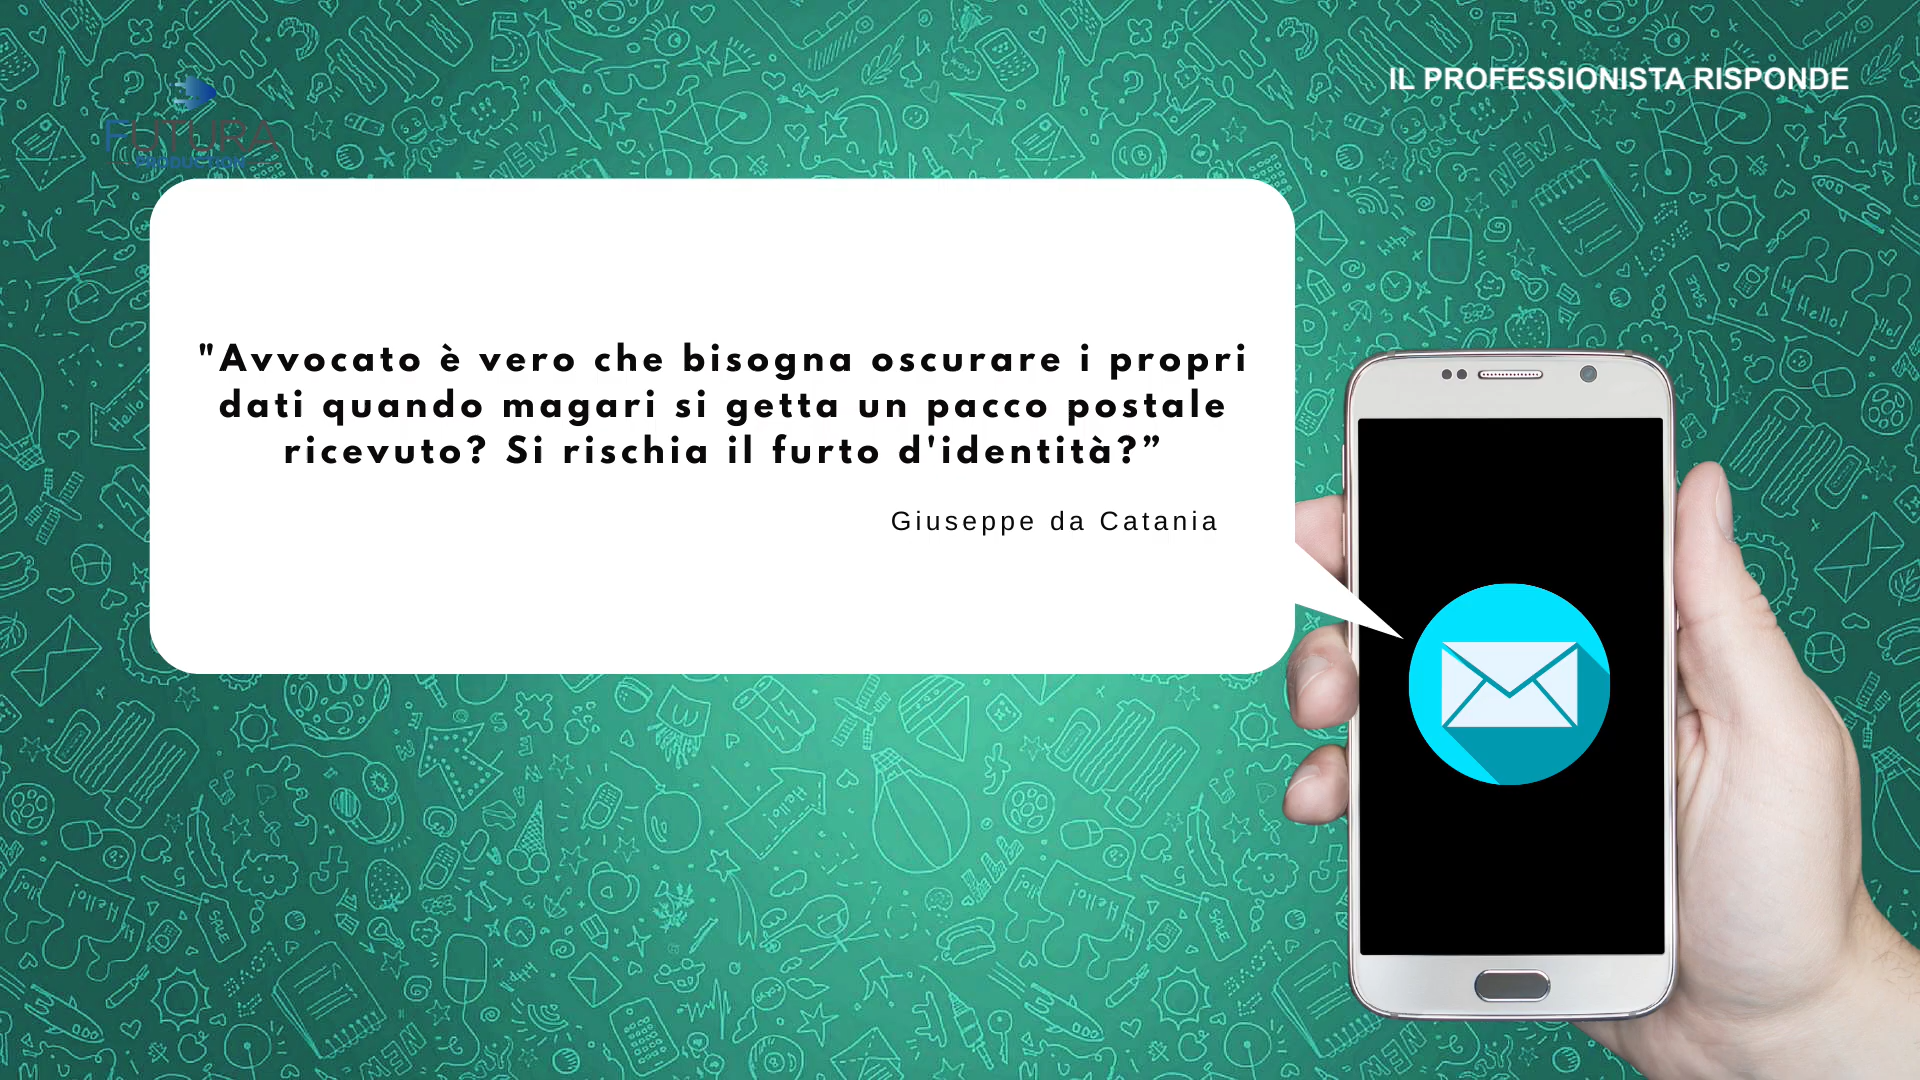 IL PROFESSIONISTA RISPONDE
FUTURA
PRODUCTION
"Avvocato è vero che bisogna oscurare i propri
dati quando magari si getta un pacco postale
ricevuto? Si rischia il furto d'identità?”
Giuseppe da Catania